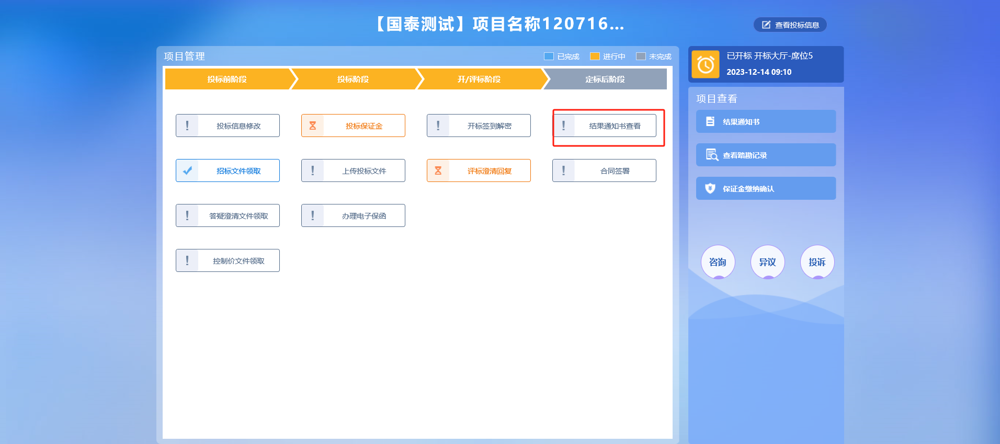 【国泰测试】项目名称120716...
查看投标信息
项目管理
已完成
进行中
未完成
投标前阶段
投标阶段
开/评标阶段
定标后阶段
投标信息修改
投标保证金
开标签到解密
结果通知书查看
招标文件领取
上传投标文件
评标澄清回复
合同签署
答疑澄清文件领取
办理电子保函
控制价文件领取
已开标 开标大厅-席位5
2023-12-14 09:10
项目查看
结果通知书
查看踏勘记录
保证金缴纳确认
咨询
异议
投诉